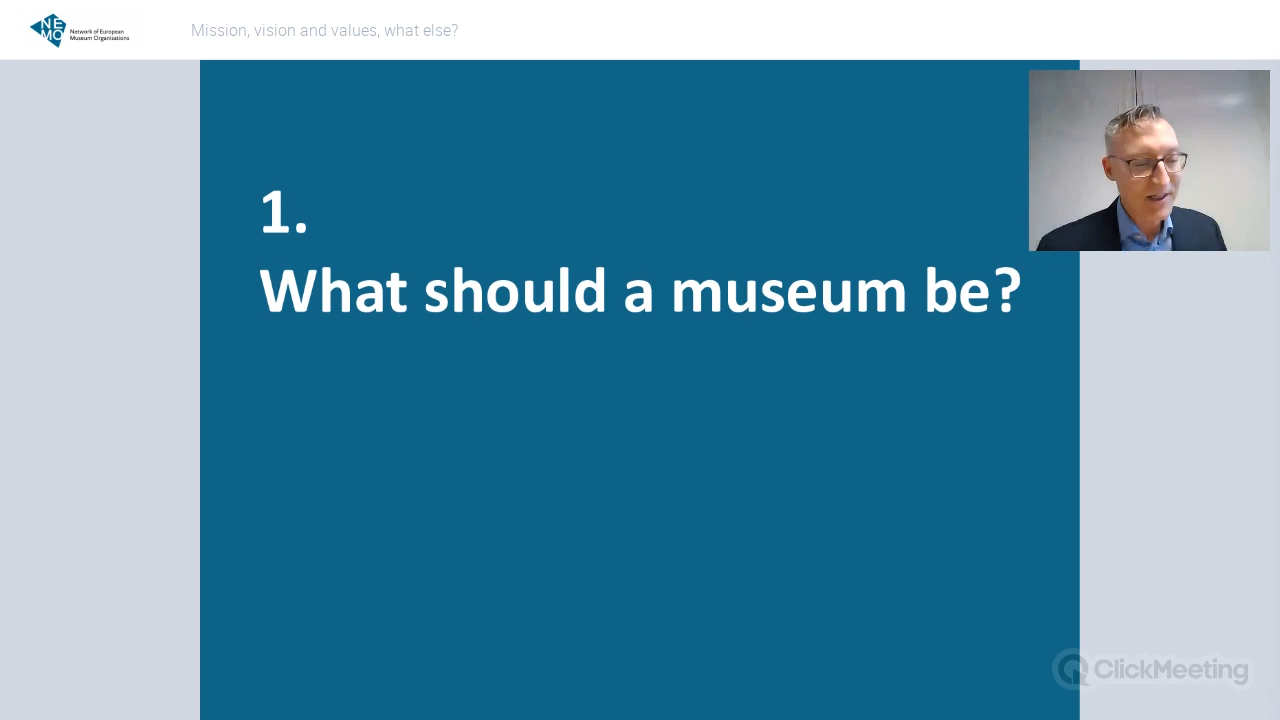 NE
MO
Network of European
Museum Organisations
Mission, vision and values, what else?
1.
What should a museum be?
ClickMeeting